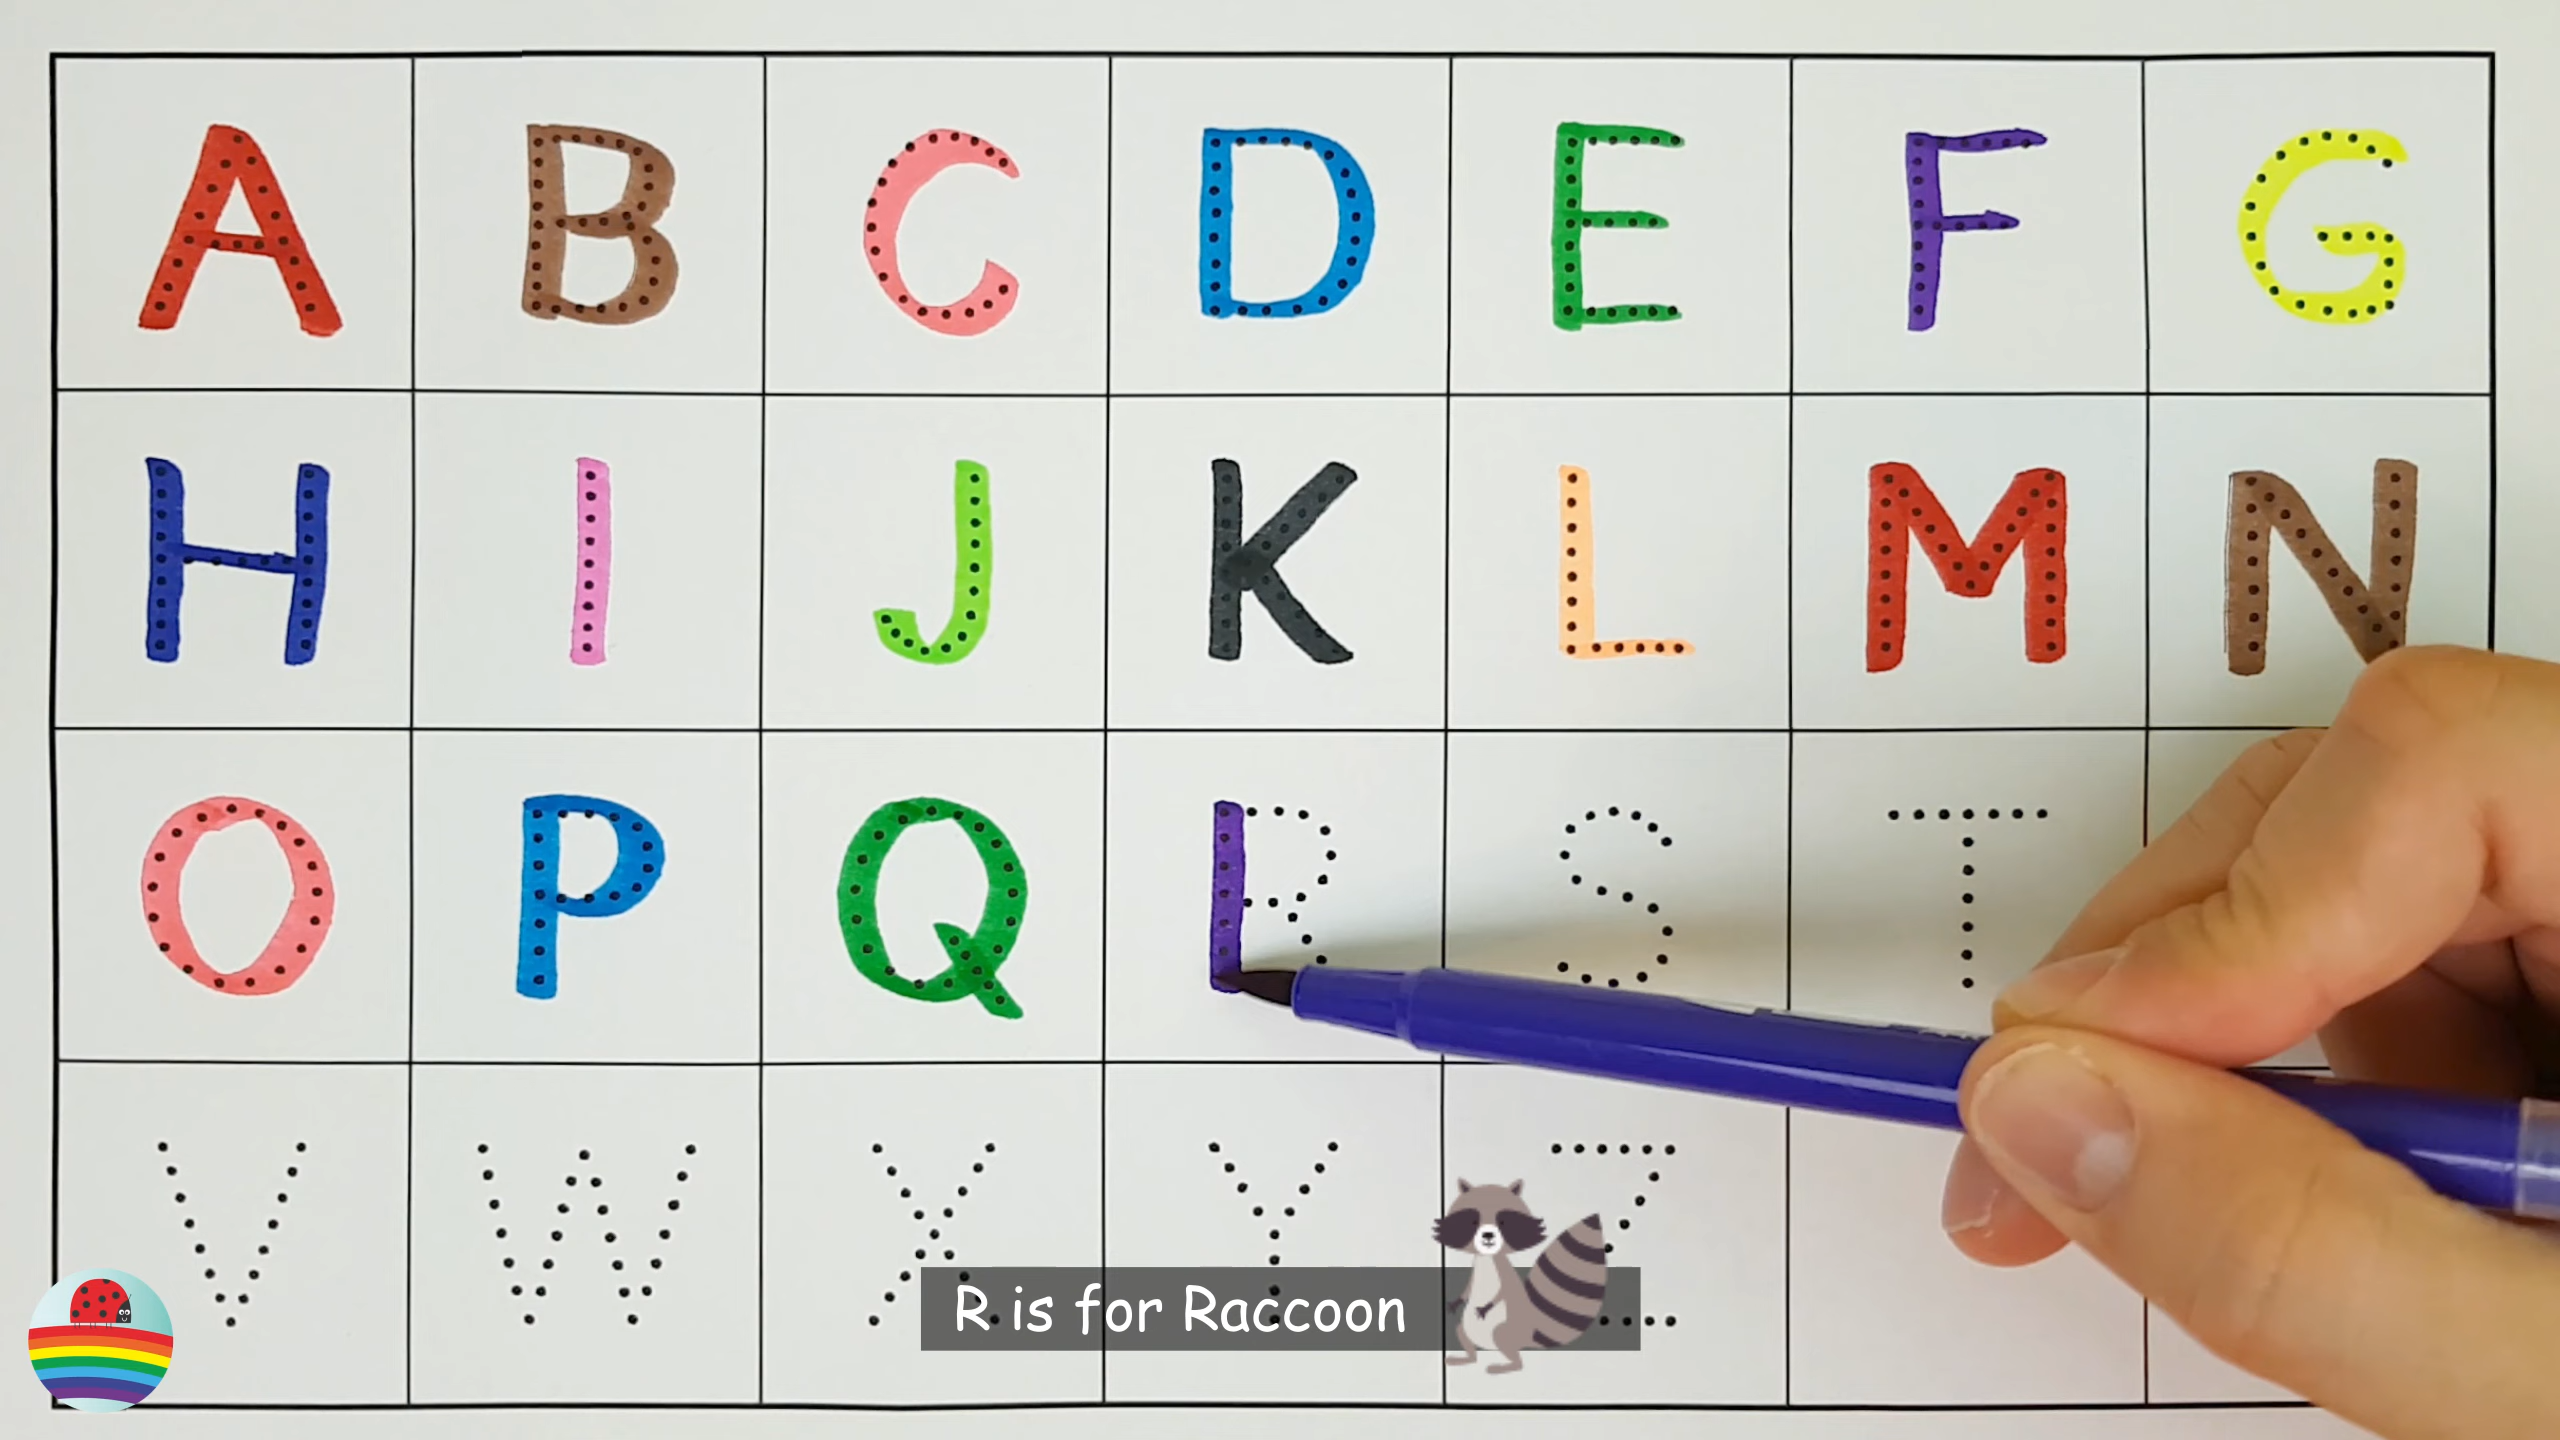 A B C D E F G
H I J K L M N
O P Q R S T
V W X Y Z
R is for Raccoon